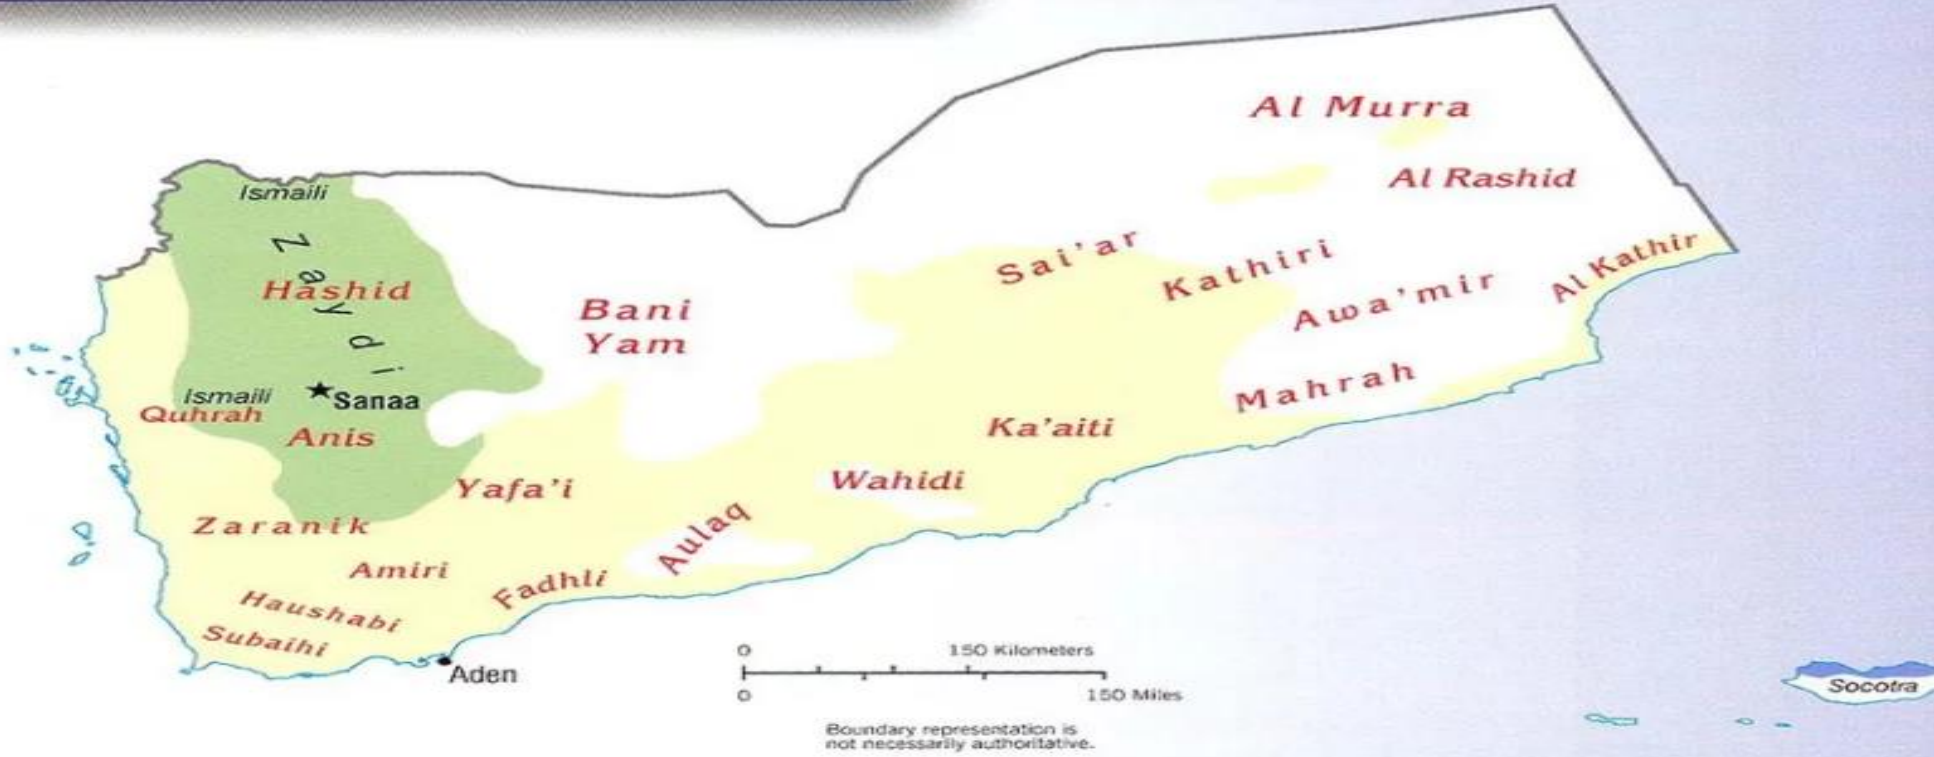 Al Murra
Al Rashid
Ismaili
Zaydi
Hashid
Sai'ar
Kathiri
Al Kathir
Awa'mir
Bani
Yam
Mahrah
Ismaili
Sanaa
Quhrah
Anis
Ka'aiti
Yafa'i
Wahidi
Zaranik
Aulaq
Amiri
Fadhli
Haushabi
Subaihi
Aden
0 150 Kilometers
0 150 Miles
Socotra
Boundary representation is
not necessarily authoritative.